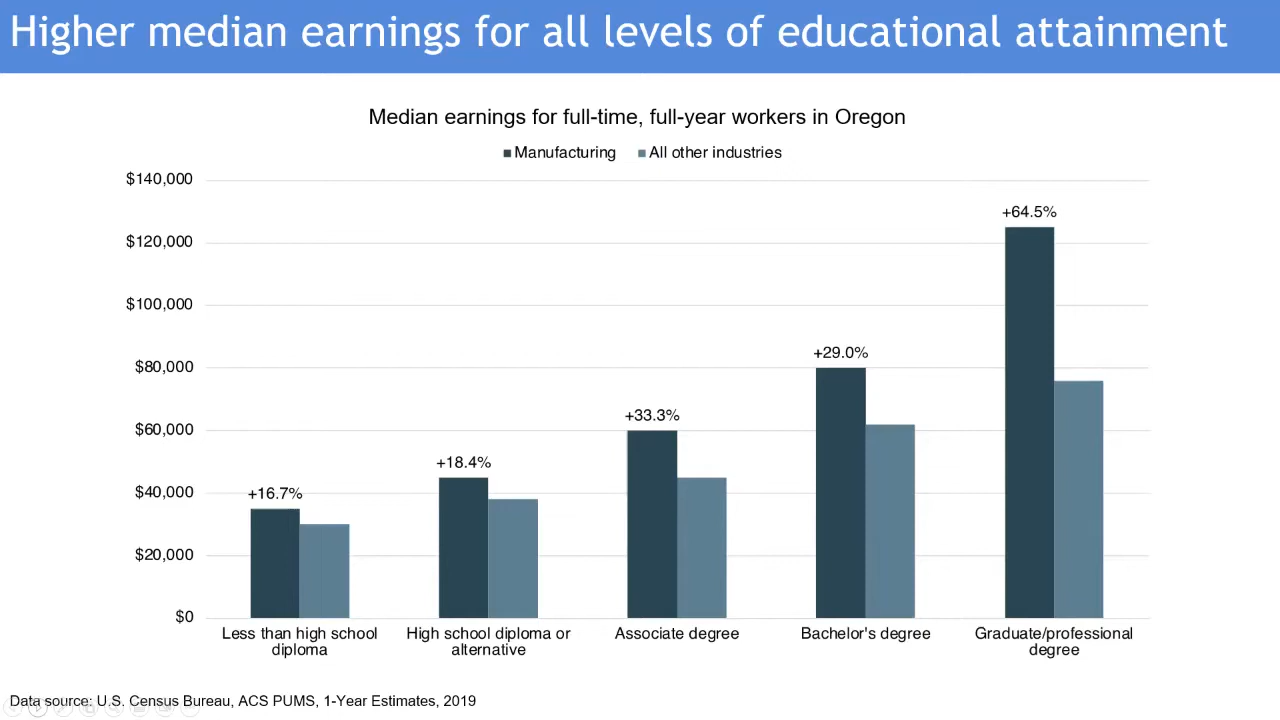 Higher median earnings for all levels of educational attainment
Median earnings for full-time, full-year workers in Oregon
Manufacturing All other industries
$140,000
$120,000
$100,000
$80,000
$60,000
$40,000
$20,000
$0
+16.7%
+18.4%
+33.3%
+29.0%
+64.5%
Less than high school
diploma
High school diploma or
alternative
Associate degree
Bachelor's degree
Graduate/professional
degree
Data source: U.S. Census Bureau, ACS PUMS, 1-Year Estimates, 2019